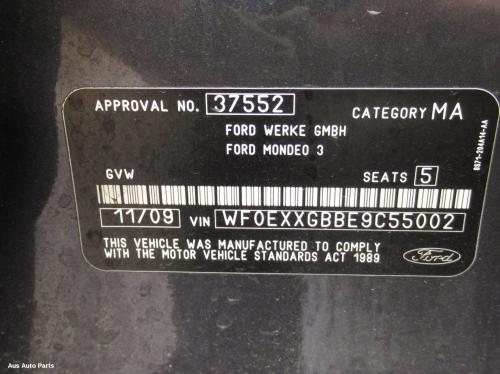 APPROVAL NO. 37552
CATEGORY MA
FORD WERKE GMBH
FORD MONDEO 3
GVW
SEATS 5
11/09 VIN WF0EXXGBBE9C55002
THIS VEHICLE WAS MANUFACTURED TO COMPLY
WITH THE MOTOR VEHICLE STANDARDS ACT 1989
Ford
Aus Auto Parts